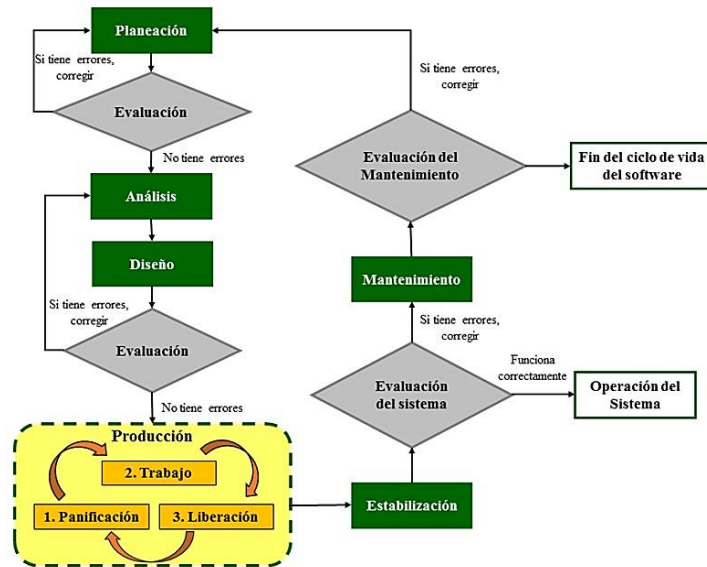 Planeación
Si tiene errores,
corregir
Evaluación
No tiene errores
Análisis
Diseño
Si tiene errores,
corregir
Evaluación
No tiene errores
Producción
2. Trabajo
1. Panificación
3. Liberación
Estabilización
Evaluación
del sistema
Funciona
correctamente
Operación del
Sistema
Si tiene errores,
corregir
Mantenimiento
Evaluación del
Mantenimiento
Fin del ciclo de vida
del software
Si tiene errores,
corregir